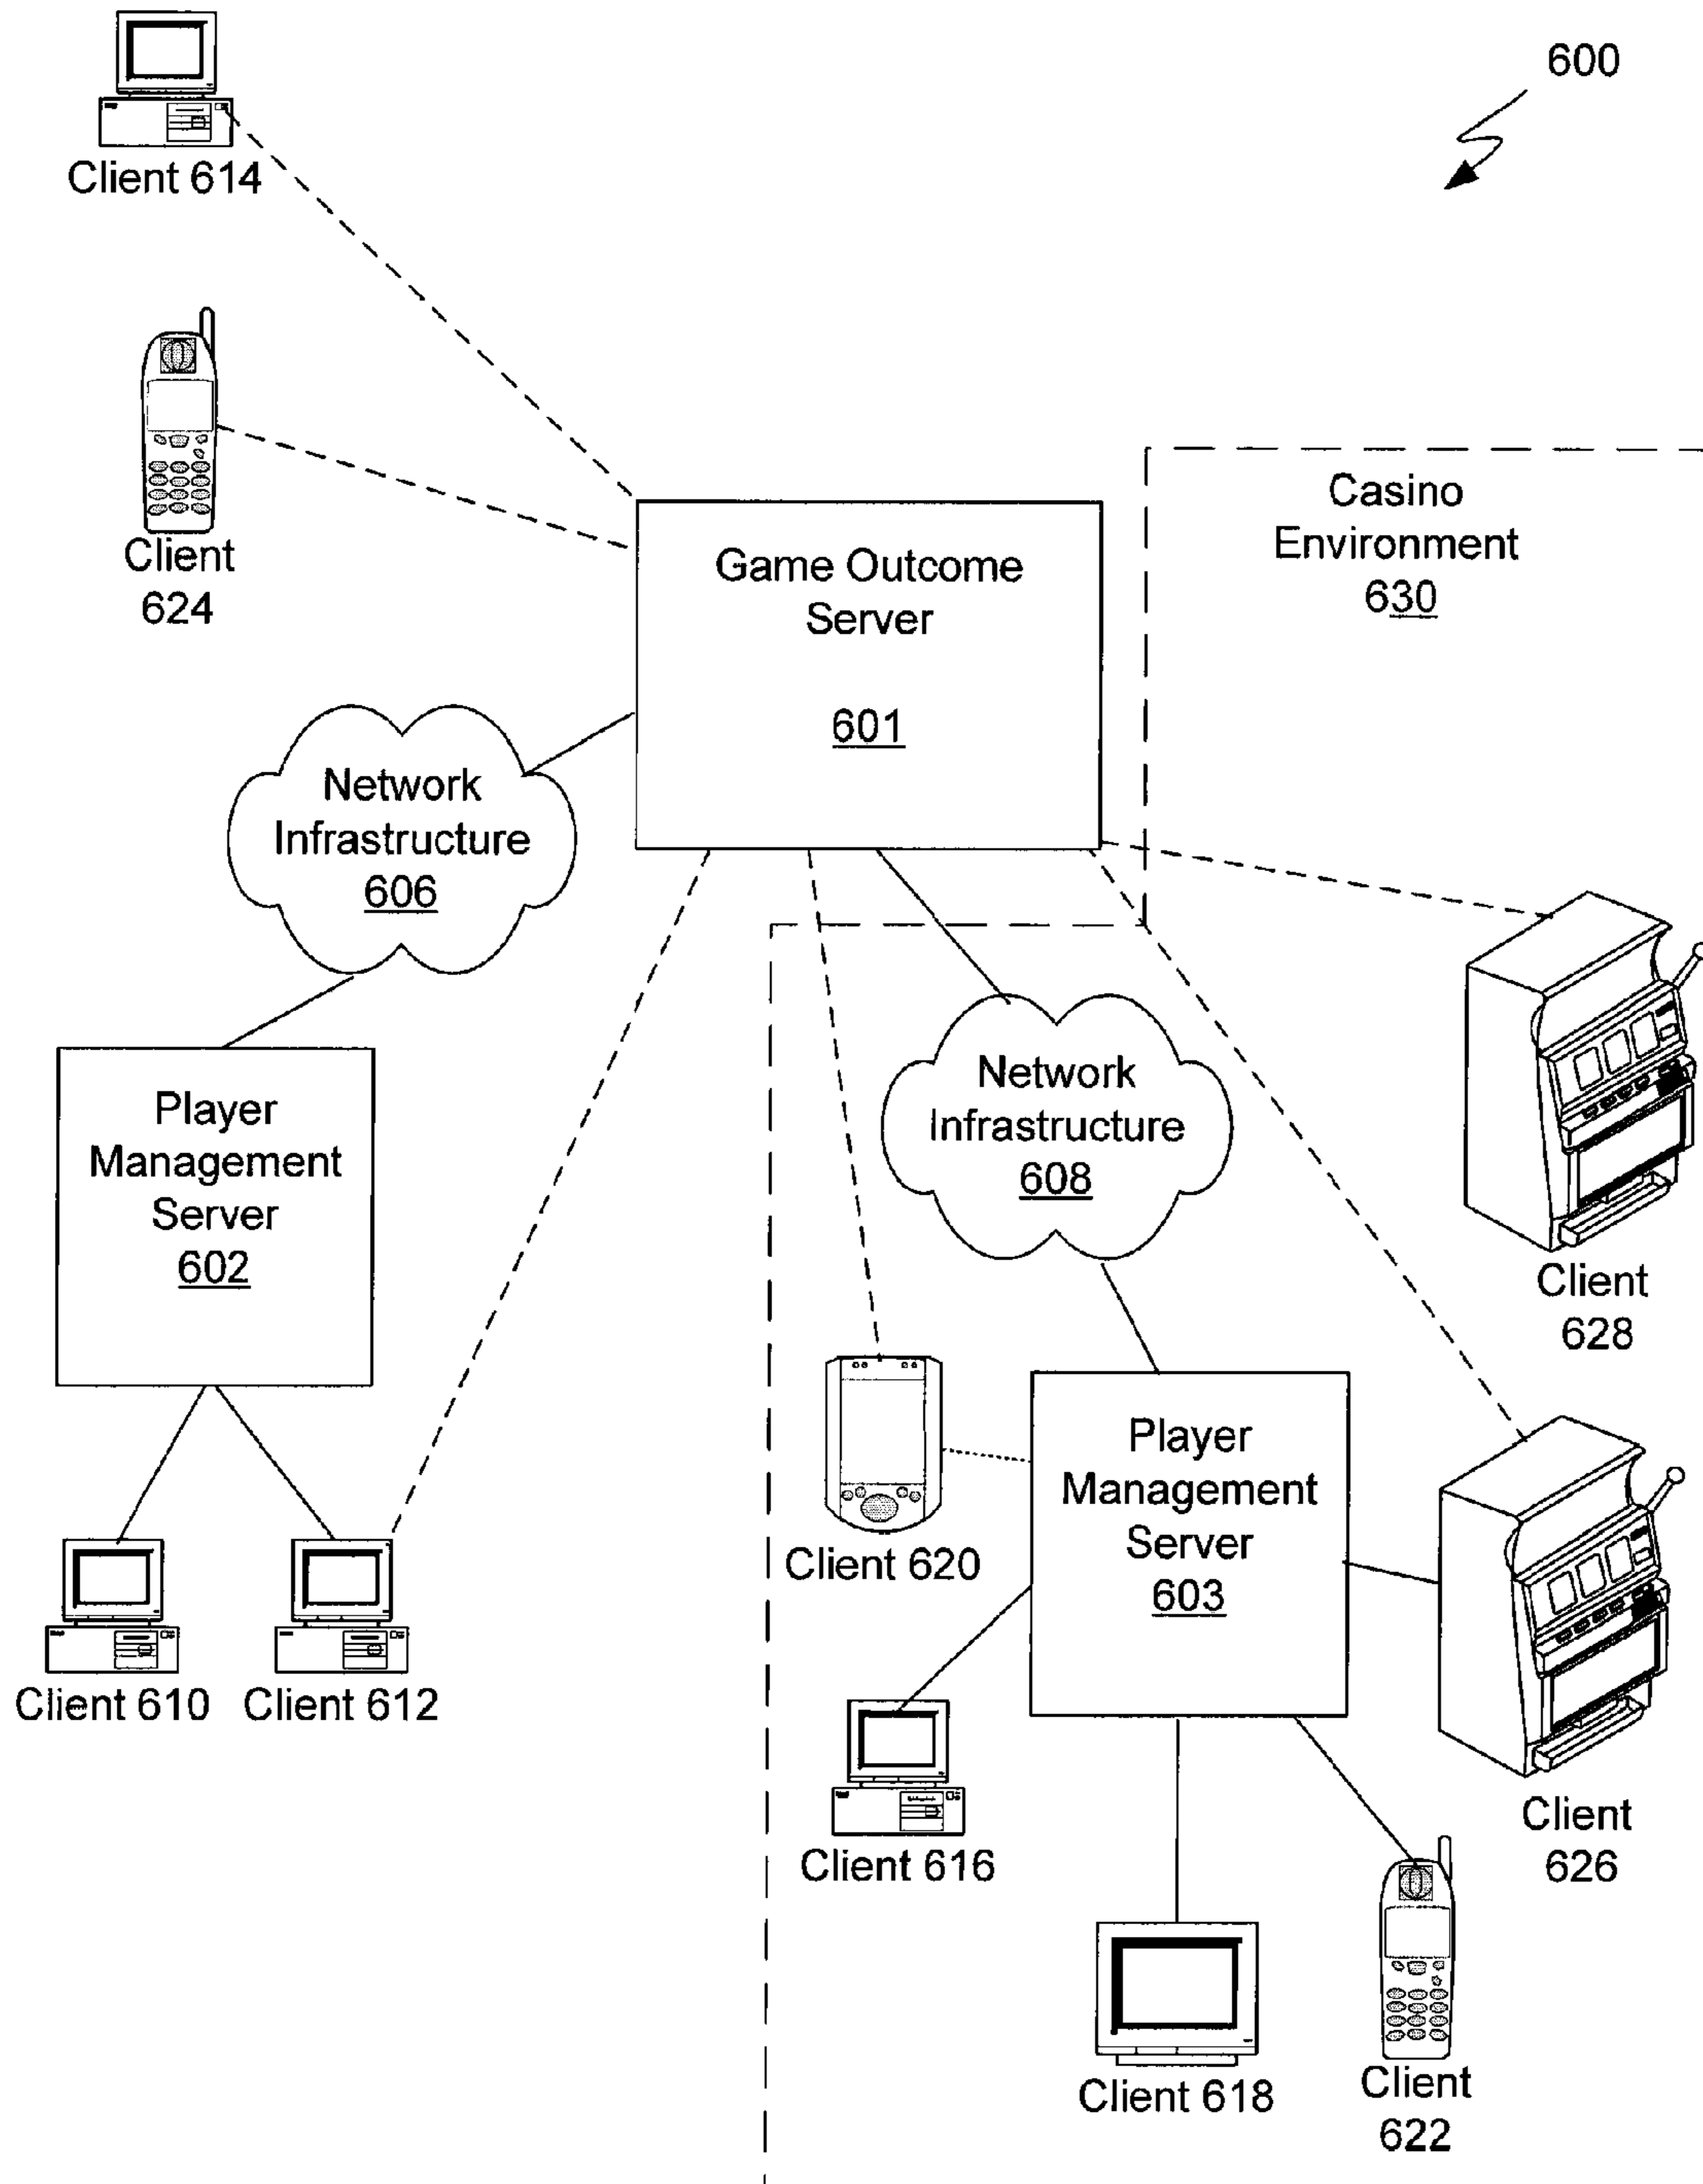 600
Client 614
Client
624
Casino
Environment
630
Game Outcome
Server
601
Network
Infrastructure
606
Network
Infrastructure
608
Player
Management
Server
602
Client
628
Player
Management
Server
603
Client 620
Client 610
Client 612
Client 616
Client
626
Client 618
Client
622